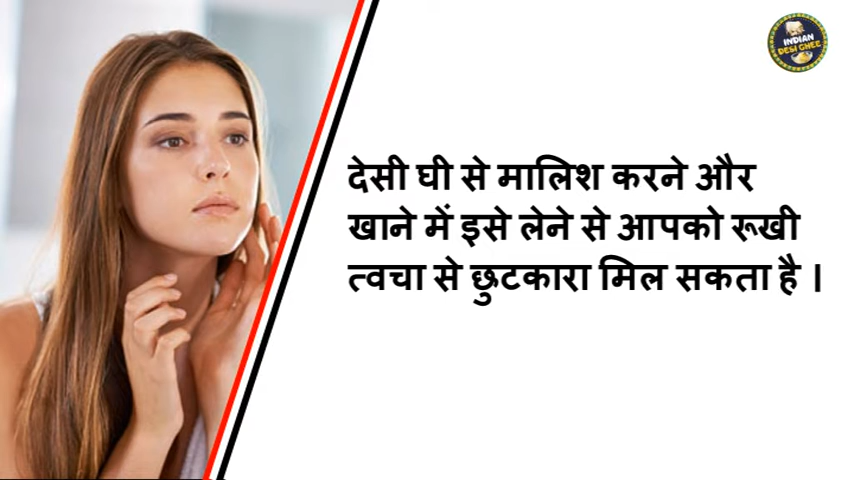 INDIAN
DESI GHEE
देसी घी से मालिश करने और
खाने में इसे लेने से आपको रूखी
त्वचा से छुटकारा मिल सकता है ।